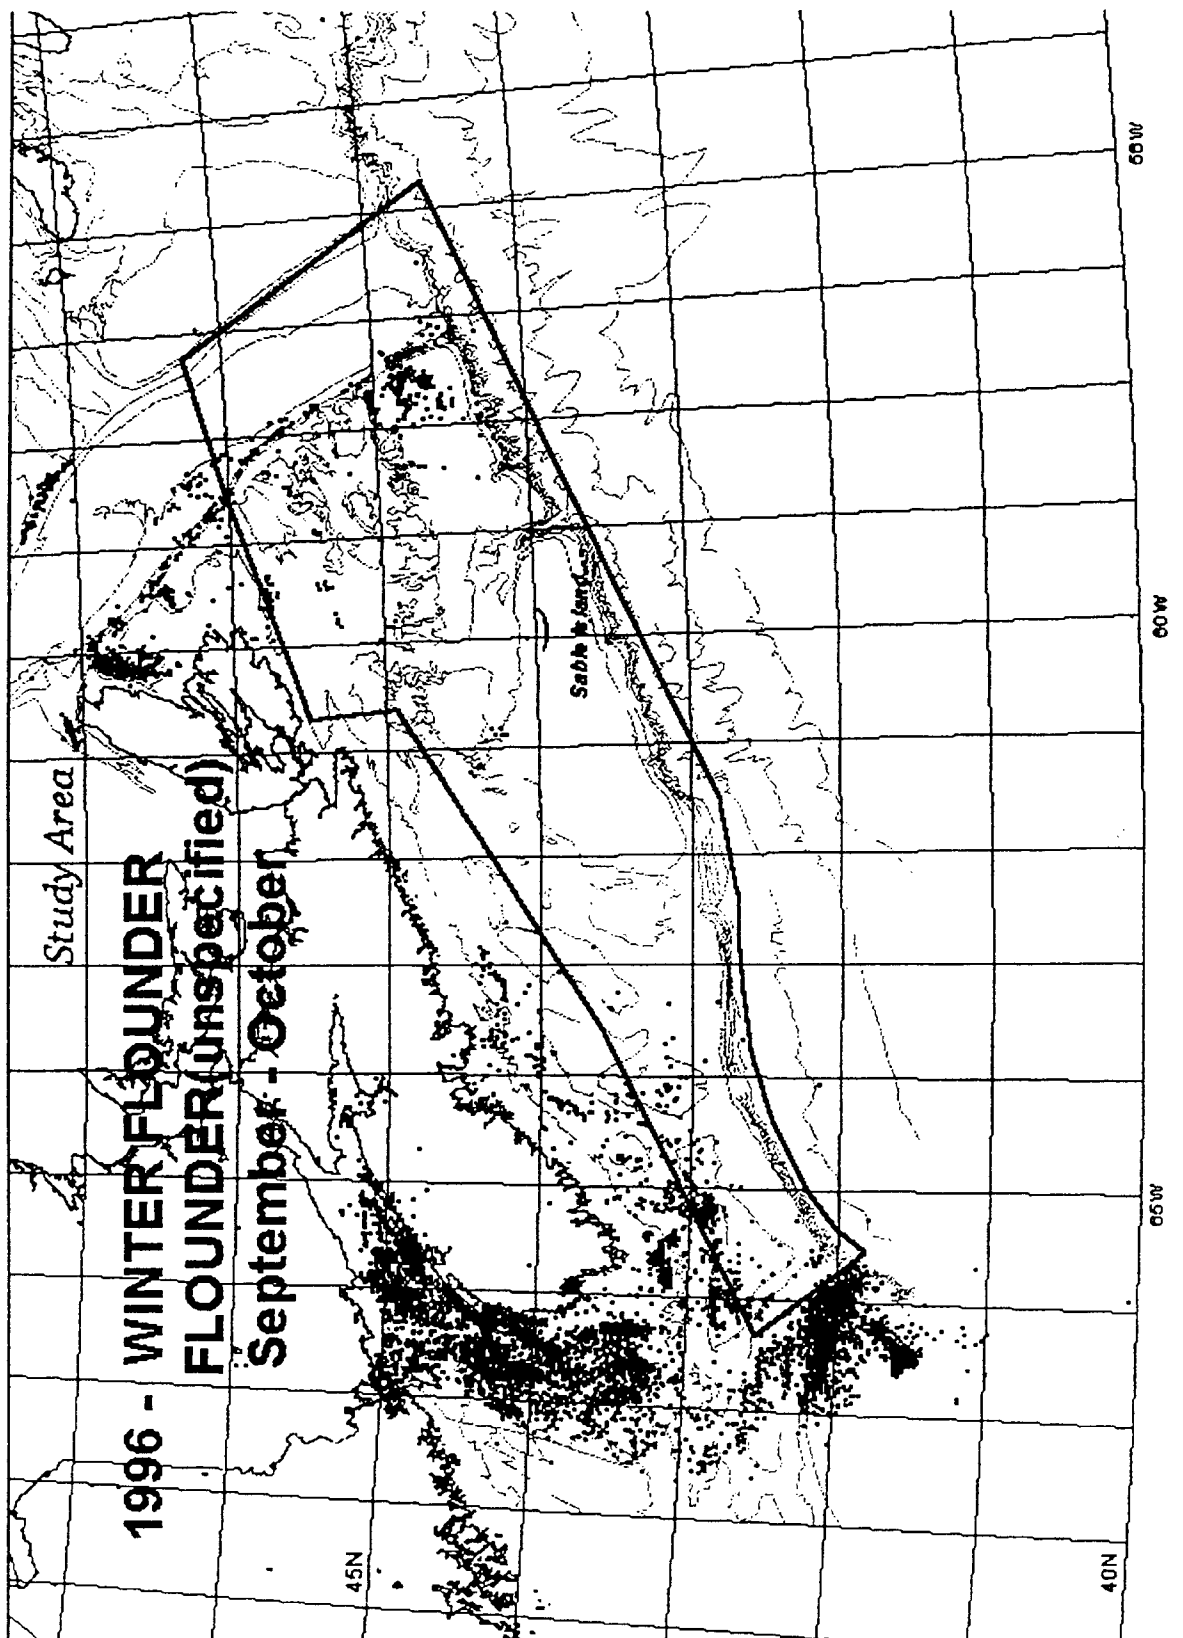 Study Area
1996 - WINTER FLOUNDER
FLOUNDER(unspecified)
September - October
Sable Island
45N
40N
65W
60W
55W